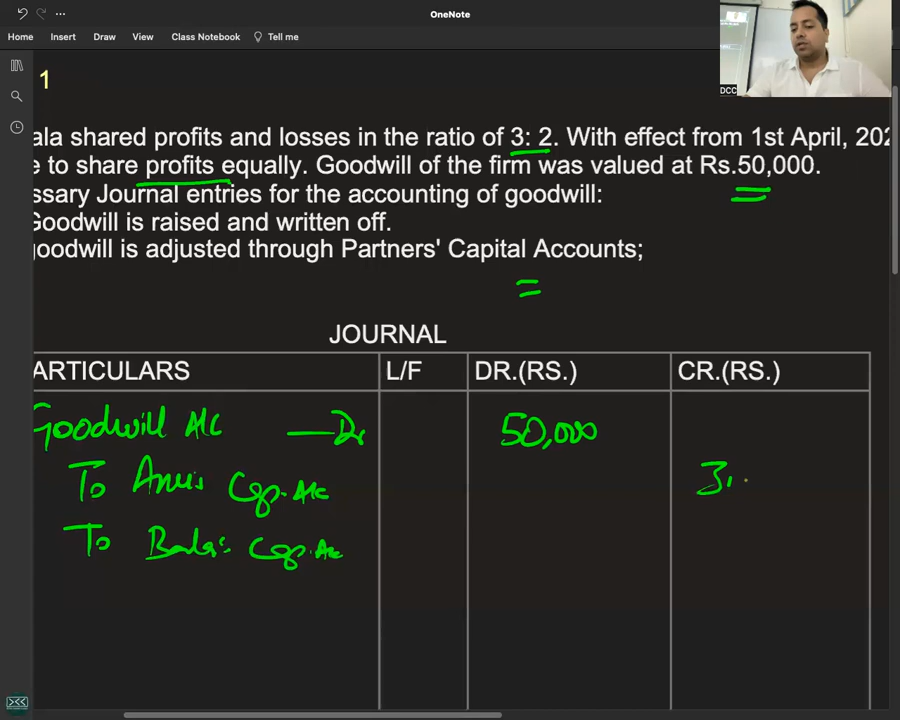 OneNote
Home Insert Draw View Class Notebook Tell me
DCC
1
ala shared profits and losses in the ratio of 3: 2. With effect from 1st April, 202
e to share profits equally. Goodwill of the firm was valued at Rs.50,000.
ssary Journal entries for the accounting of goodwill:
Goodwill is raised and written off.
goodwill is adjusted through Partners' Capital Accounts;
JOURNAL
ARTICULARS L/F DR.(RS.) CR.(RS.)
Goodwill A/c —Dr 50,000
To Anu's Cap. A/c 3
To Bala's Cap. A/c